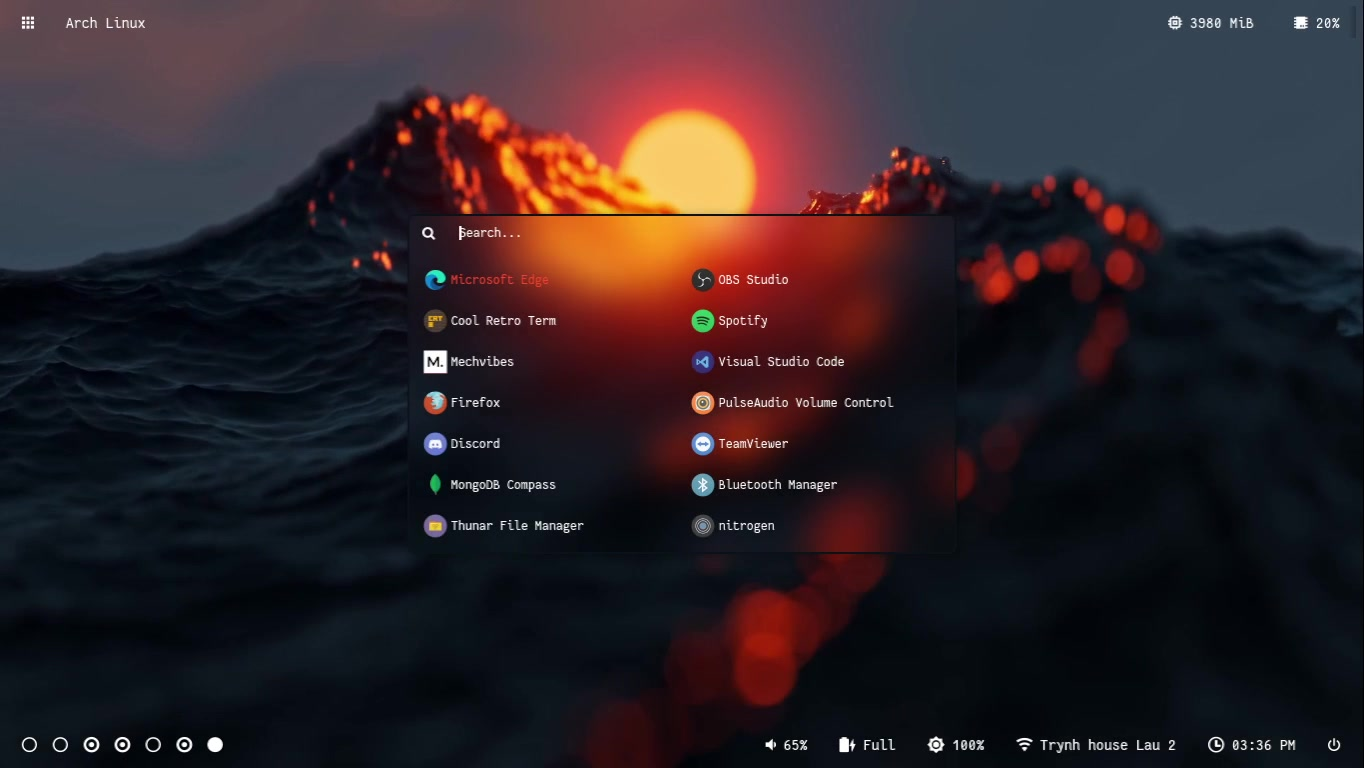 Arch Linux
3980 MiB
20%
Search...
Microsoft Edge
OBS Studio
Cool Retro Term
Spotify
M. Mechvibes
Visual Studio Code
Firefox
PulseAudio Volume Control
Discord
TeamViewer
MongoDB Compass
Bluetooth Manager
Thunar File Manager
nitrogen
65%
Full
100%
Trynh house Lau 2
03:36 PM